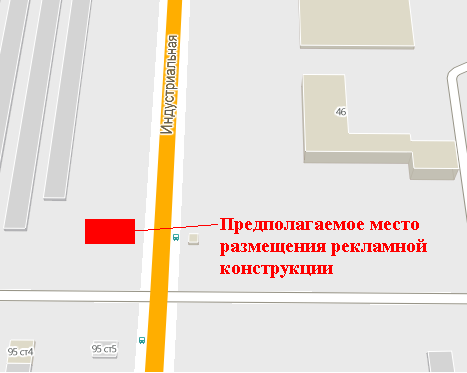 Индустриальная
46
Предполагаемое место
размещения рекламной
конструкции
95 ст4
95 ст5